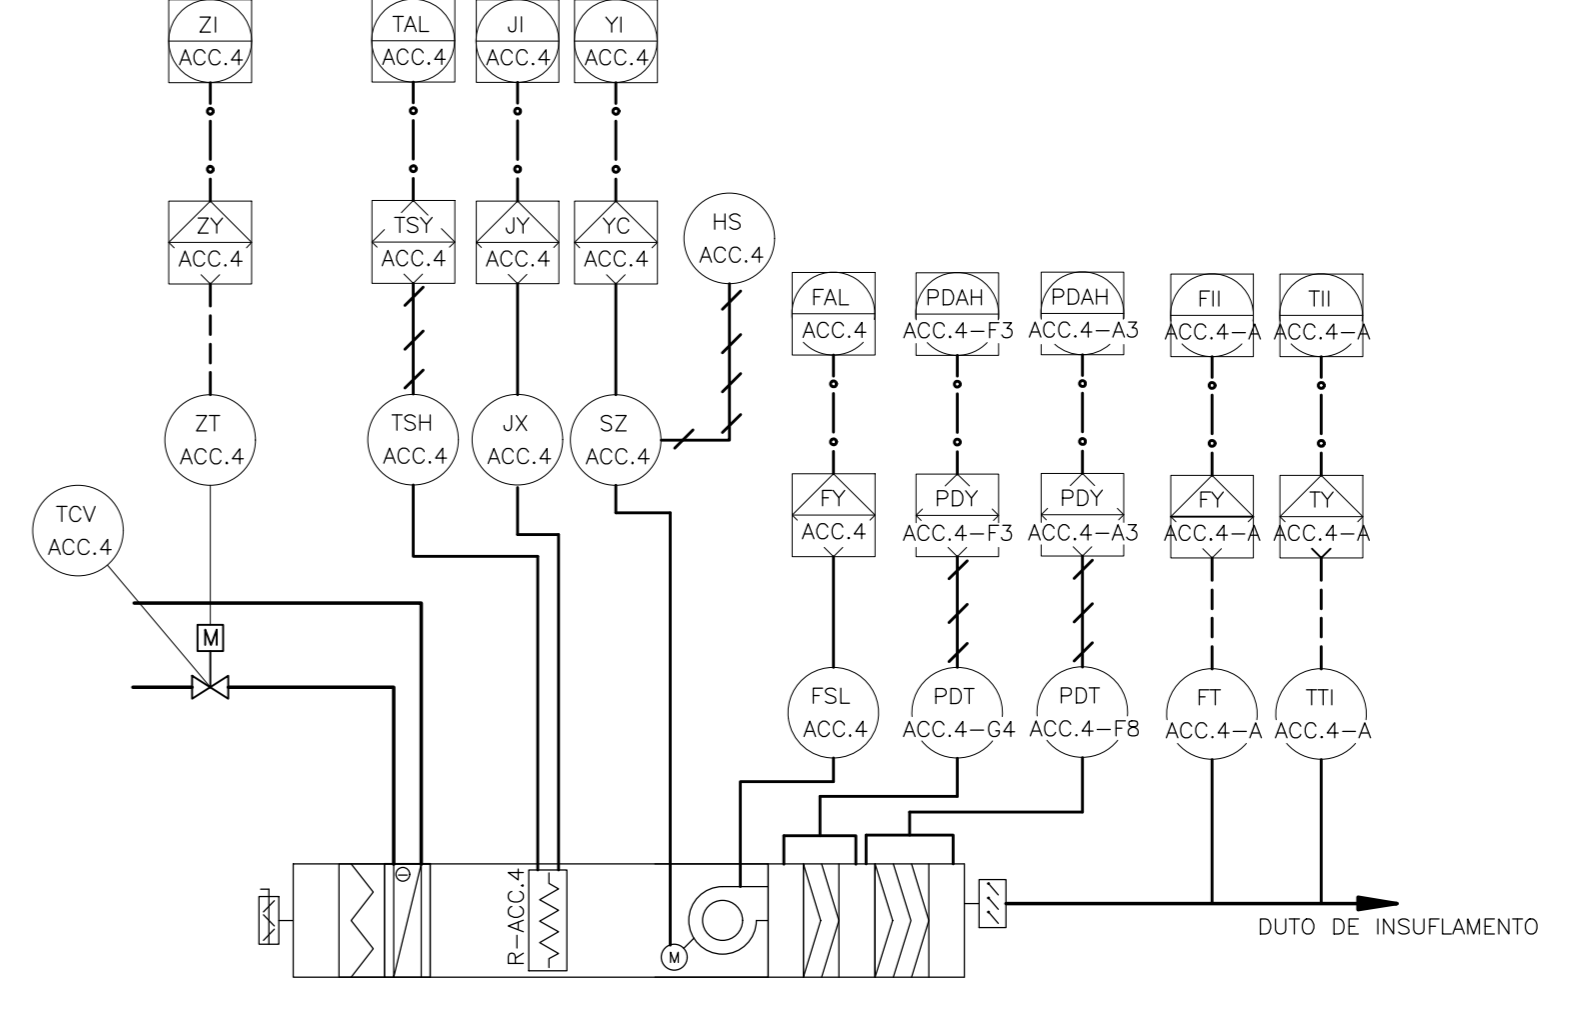 ZI
ACC.4
TAL
ACC.4
JI
ACC.4
YI
ACC.4
ZY
ACC.4
TSY
ACC.4
JY
ACC.4
YC
ACC.4
HS
ACC.4
FAL
ACC.4
PDAH
ACC.4-F3
PDAH
ACC.4-A3
FII
ACC.4-A
TII
ACC.4-A
ZT
ACC.4
TSH
ACC.4
JX
ACC.4
SZ
ACC.4
TCV
ACC.4
FY
ACC.4
PDY
ACC.4-F3
PDY
ACC.4-A3
FY
ACC.4-A
TY
ACC.4-A
M
FSL
ACC.4
PDT
ACC.4-G4
PDT
ACC.4-F8
FT
ACC.4-A
TTI
ACC.4-A
R-ACC.4
M
DUTO DE INSUFLAMENTO